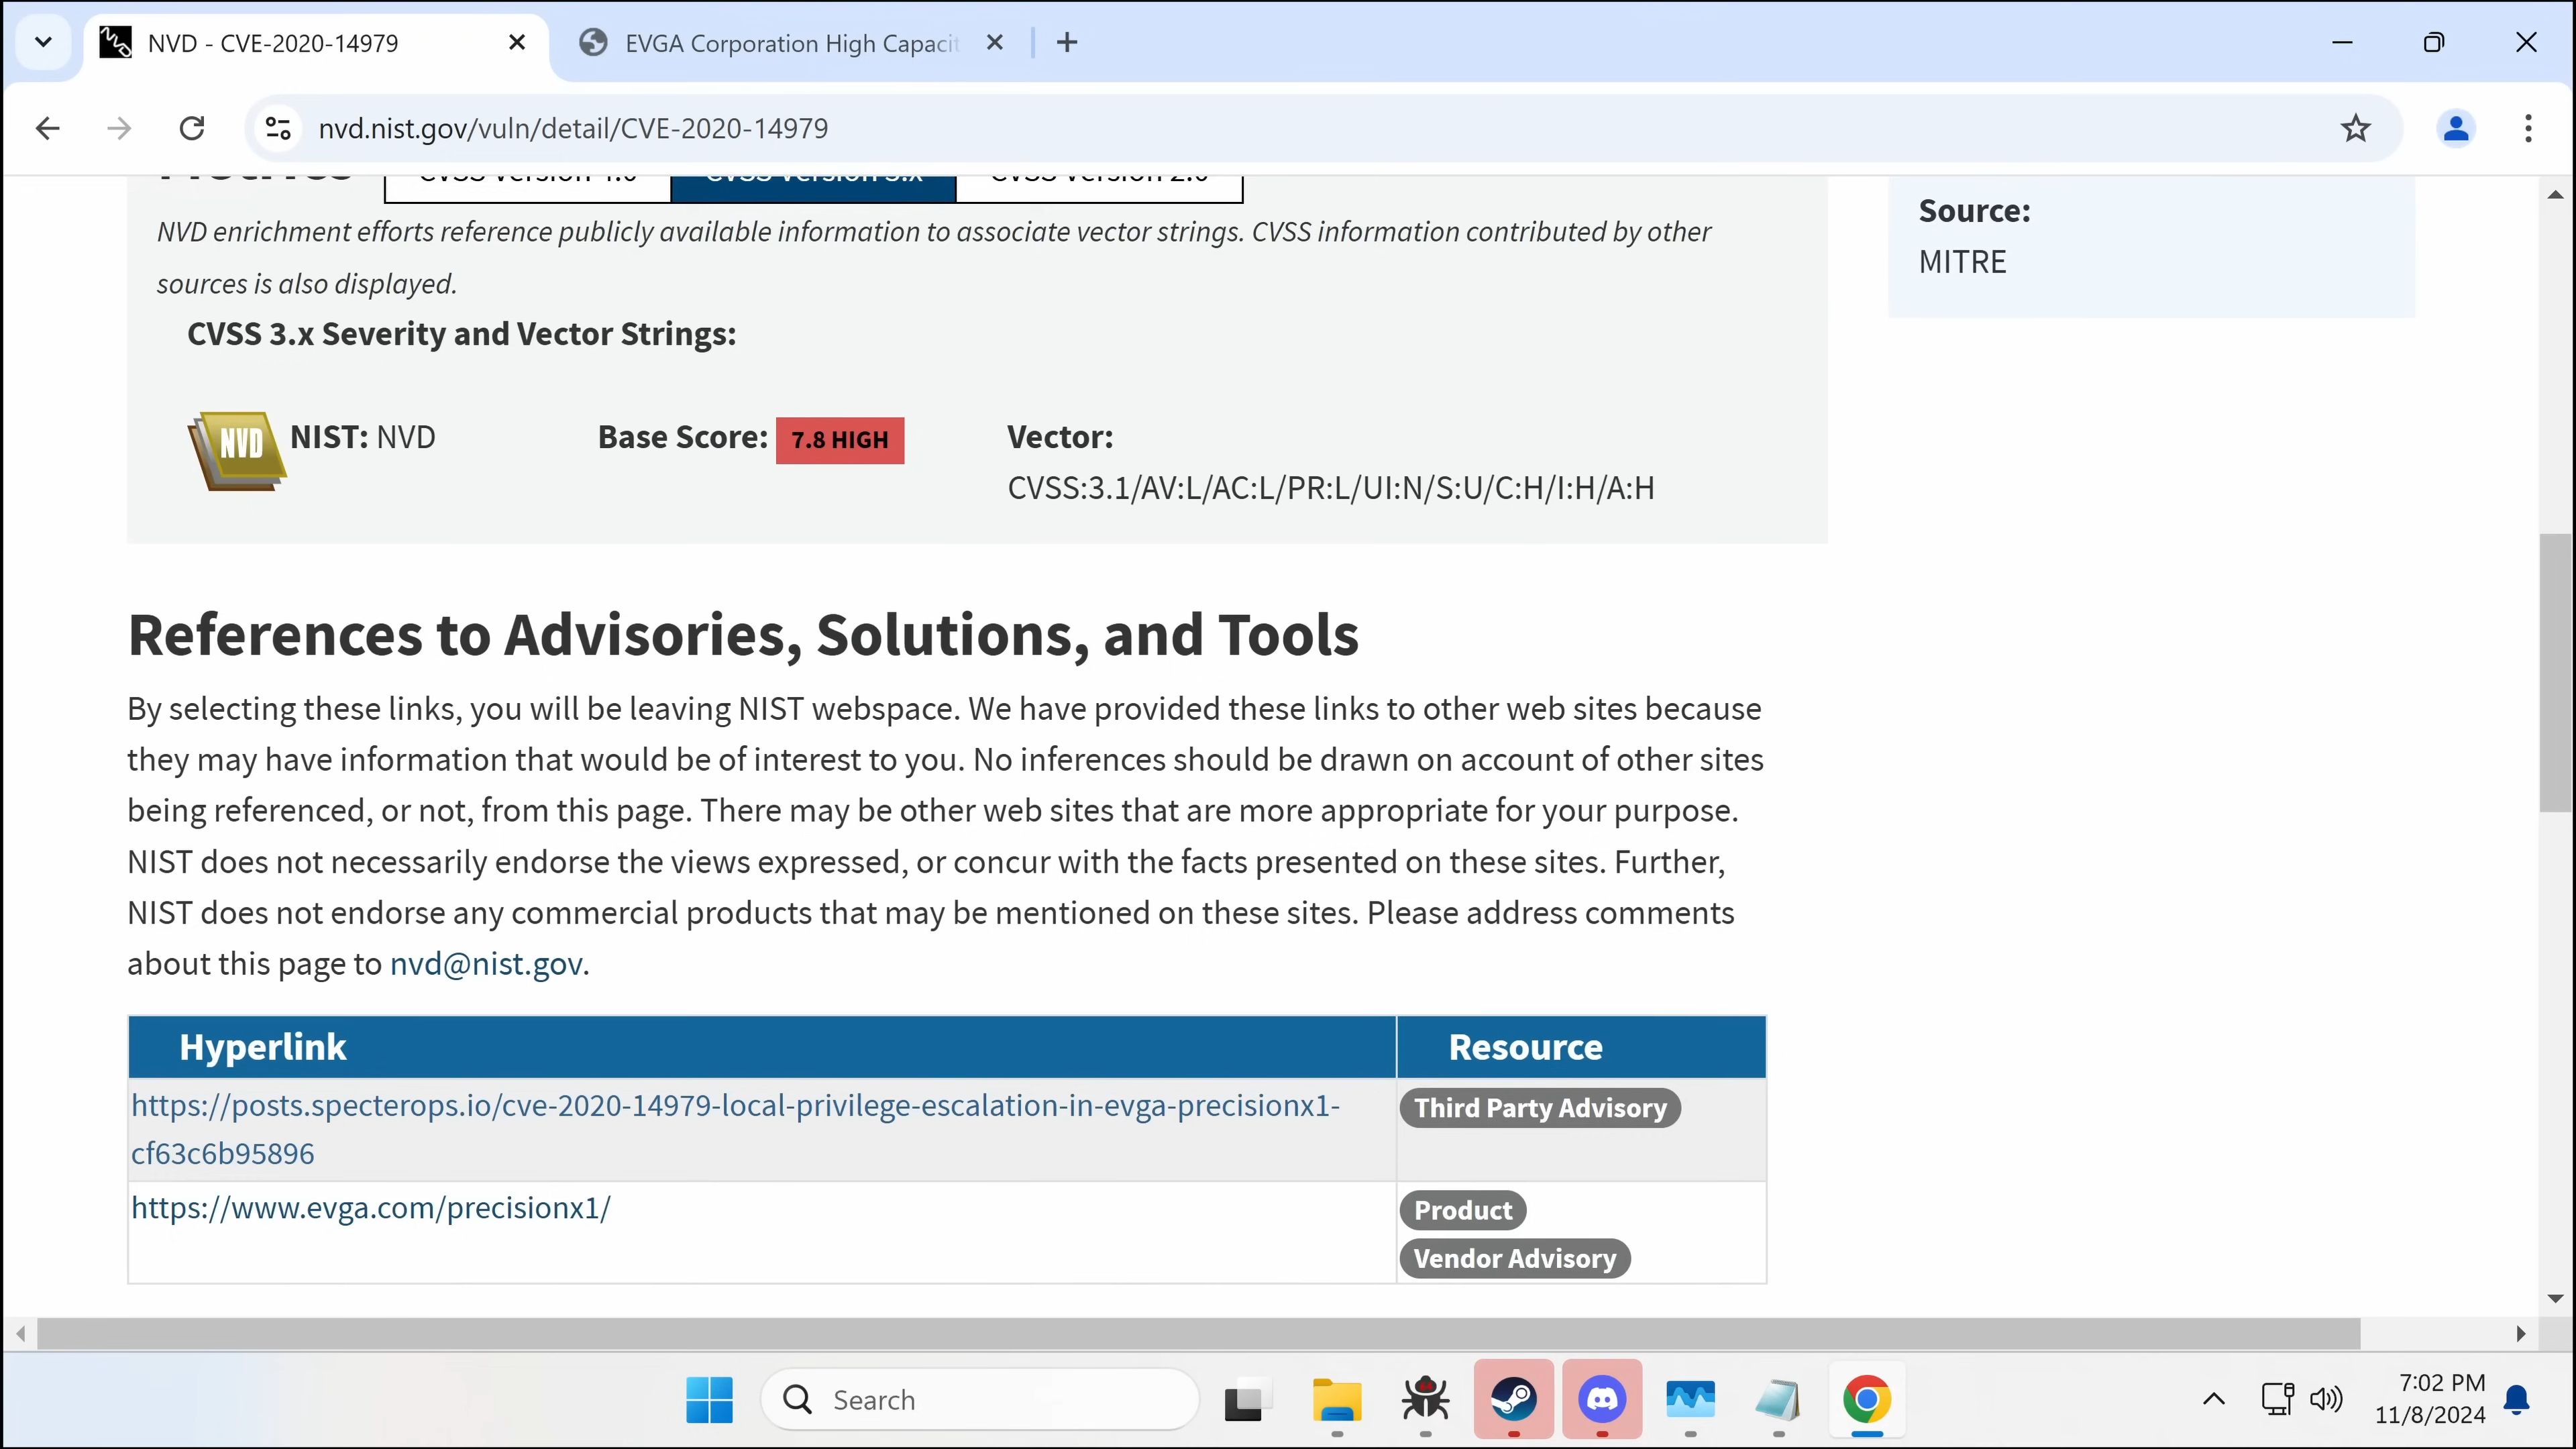 NVD - CVE-2020-14979
EVGA Corporation High Capacit
nvd.nist.gov/vuln/detail/CVE-2020-14979
Metrics CVSS Version 4.0 CVSS Version 3.x CVSS Version 2.0
NVD enrichment efforts reference publicly available information to associate vector strings. CVSS information contributed by other
sources is also displayed.
CVSS 3.x Severity and Vector Strings:
NVD
NIST: NVD
Base Score: 7.8 HIGH
Vector:
CVSS:3.1/AV:L/AC:L/PR:L/UI:N/S:U/C:H/I:H/A:H
Source:
MITRE
References to Advisories, Solutions, and Tools
By selecting these links, you will be leaving NIST webspace. We have provided these links to other web sites because
they may have information that would be of interest to you. No inferences should be drawn on account of other sites
being referenced, or not, from this page. There may be other web sites that are more appropriate for your purpose.
NIST does not necessarily endorse the views expressed, or concur with the facts presented on these sites. Further,
NIST does not endorse any commercial products that may be mentioned on these sites. Please address comments
about this page to nvd@nist.gov.
Hyperlink Resource
https://posts.specterops.io/cve-2020-14979-local-privilege-escalation-in-evga-precisionx1- Third Party Advisory
cf63c6b95896
https://www.evga.com/precisionx1/ Product
Vendor Advisory
Search
7:02 PM
11/8/2024